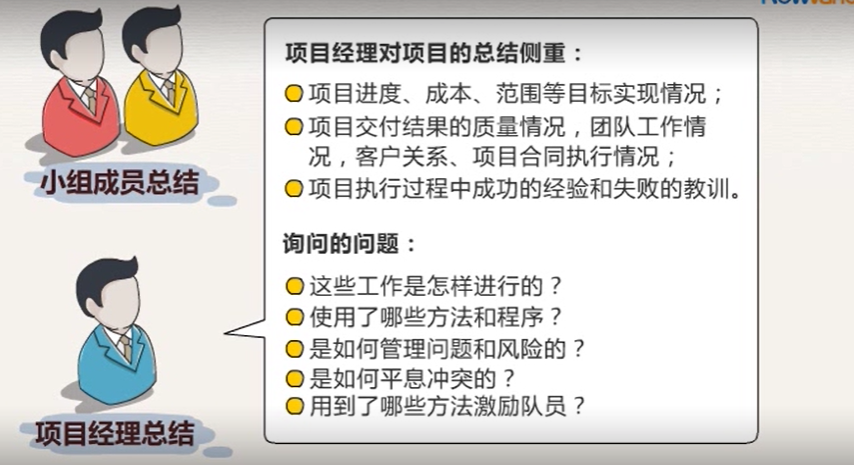 项目经理对项目的总结侧重：
项目进度、成本、范围等目标实现情况；
项目交付结果的质量情况，团队工作情
况，客户关系、项目合同执行情况；
项目执行过程中成功的经验和失败的教训。
小组成员总结
询问的问题：
这些工作是怎样进行的？
使用了哪些方法和程序？
是如何管理问题和风险的？
是如何平息冲突的？
用到了哪些方法激励队员？
项目经理总结